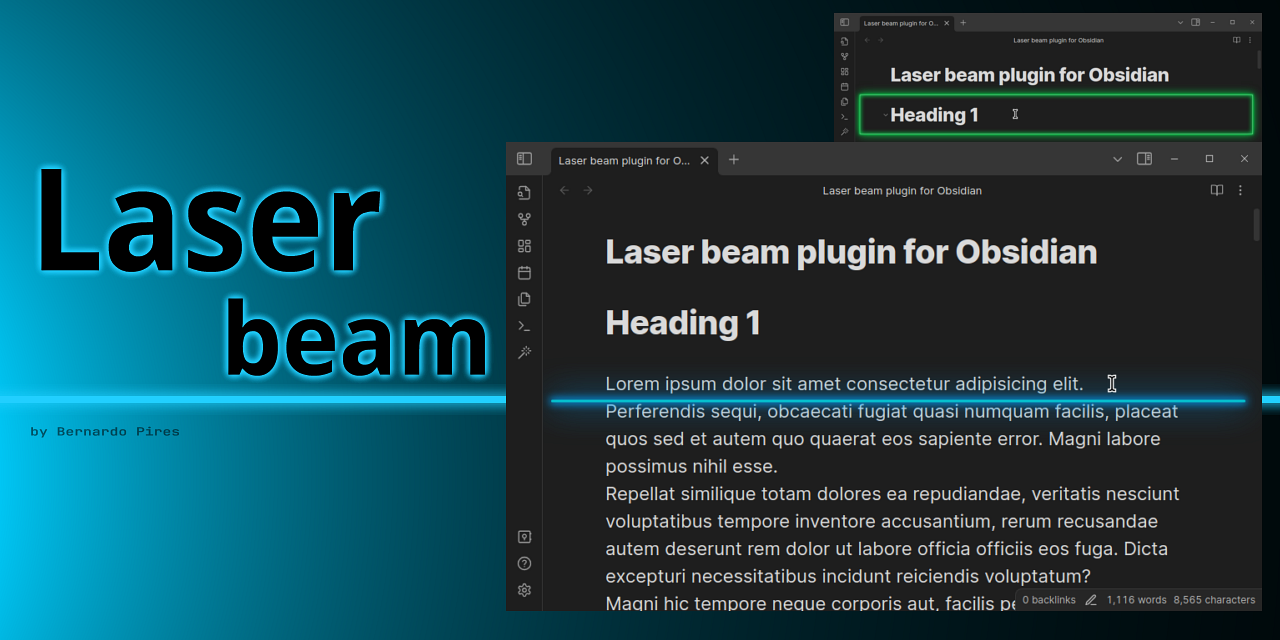 Laser
beam
by Bernardo Pires
Laser beam plugin for O...
Laser beam plugin for Obsidian
Laser beam plugin for Obsidian
Heading 1
Laser beam plugin for O...
Laser beam plugin for Obsidian
Laser beam plugin for Obsidian
Heading 1
Lorem ipsum dolor sit amet consectetur adipisicing elit.
Perferendis sequi, obcaecati fugiat quasi numquam facilis, placeat
quos sed et autem quo quaerat eos sapiente error. Magni labore
possimus nihil esse.
Repellat similique totam dolores ea repudiandae, veritatis nesciunt
voluptatibus tempore inventore accusantium, rerum recusandae
autem deserunt rem dolor ut labore officia officiis eos fuga. Dicta
excepturi necessitatibus incidunt reiciendis voluptatum?
Magni hic tempore neque corporis aut, facilis
0 backlinks 1,116 words 8,565 characters